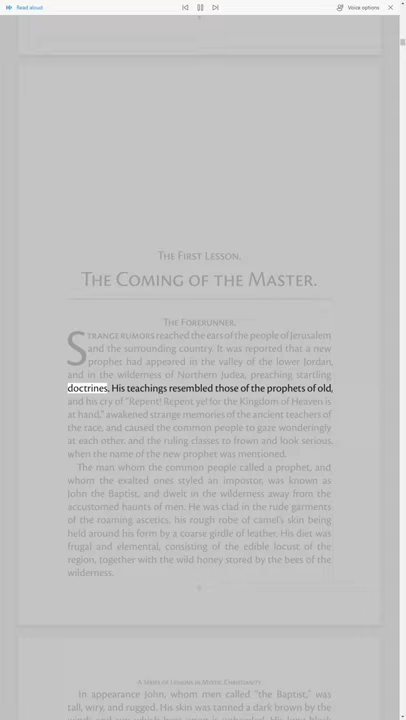 Read aloud
Voice options
THE FIRST LESSON.
THE COMING OF THE MASTER.
THE FORERUNNER.
STRANGE RUMORS reached the ears of the people of Jerusalem
and the surrounding country. It was reported that a new
prophet had appeared in the valley of the lower Jordan,
and in the wilderness of Northern Judea, preaching startling
doctrines. His teachings resembled those of the prophets of old,
and his cry of "Repent! Repent ye! for the Kingdom of Heaven is
at hand," awakened strange memories of the ancient teachers of
the race, and caused the common people to gaze wonderingly
at each other, and the ruling classes to frown and look serious,
when the name of the new prophet was mentioned.
The man whom the common people called a prophet, and
whom the exalted ones styled an impostor, was known as
John the Baptist, and dwelt in the wilderness away from the
accustomed haunts of men. He was clad in the rude garments
of the roaming ascetics, his rough robe of camel's skin being
held around his form by a coarse girdle of leather. His diet was
frugal and elemental, consisting of the edible locust of the
region, together with the wild honey stored by the bees of the
wilderness.
A SERIES OF LESSONS IN MYSTIC CHRISTIANITY
In appearance John, whom men called "the Baptist," was
tall, wiry, and rugged. His skin was tanned a dark brown by the